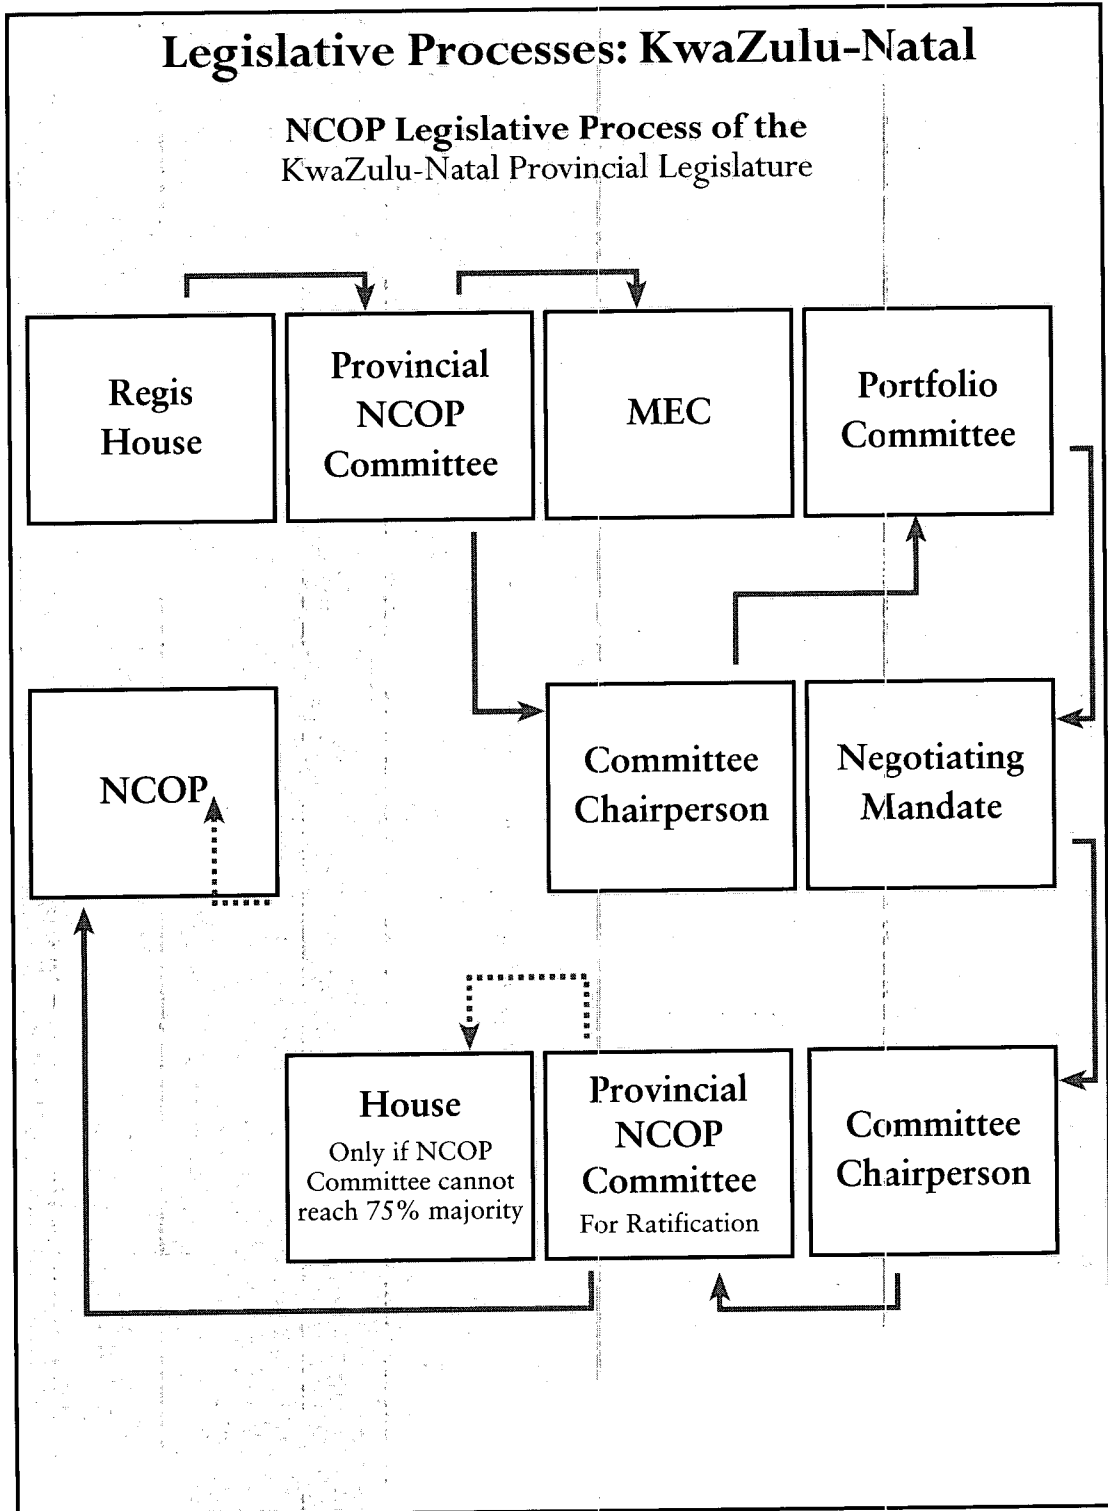 Legislative Processes: KwaZulu-Natal
NCOP Legislative Process of the
KwaZulu-Natal Provincial Legislature
Regis
House
Provincial
NCOP
Committee
MEC
Portfolio
Committee
NCOP
Committee
Chairperson
Negotiating
Mandate
House
Only if NCOP
Committee cannot
reach 75% majority
Provincial
NCOP
Committee
For Ratification
Committee
Chairperson